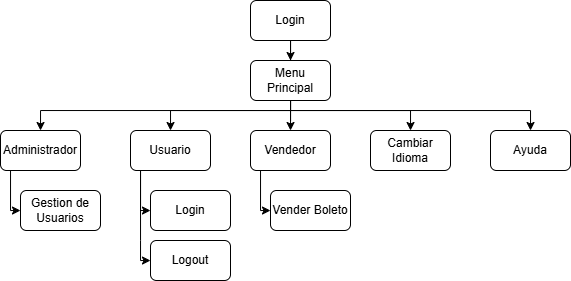 Login
Menu
Principal
Administrador
Usuario
Vendedor
Cambiar
Idioma
Ayuda
Gestion de
Usuarios
Login
Vender Boleto
Logout